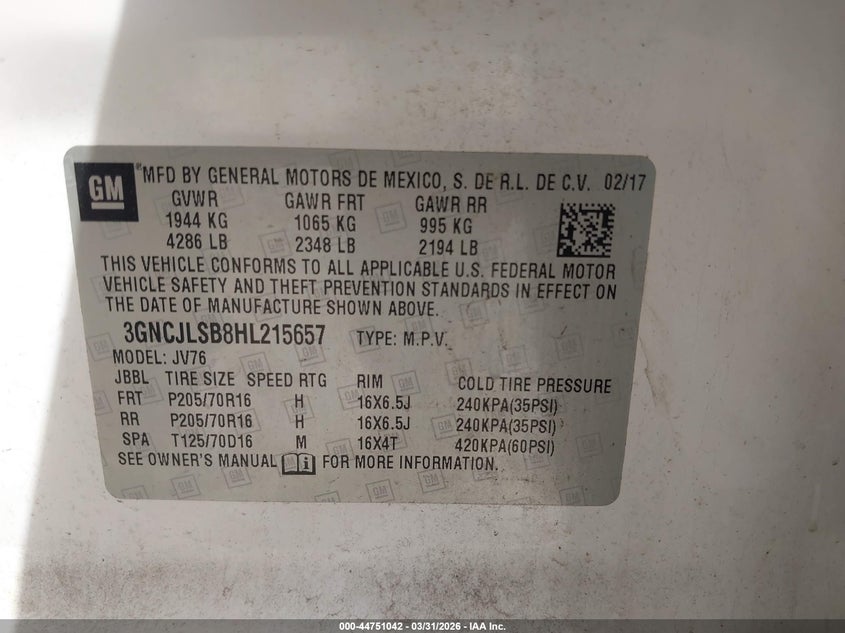 GM ® MFD BY GENERAL MOTORS DE MEXICO, S. DE R.L. DE C.V. 02/17
GVWR GAWR FRT GAWR RR
1944 KG 1065 KG 995 KG
4286 LB 2348 LB 2194 LB
THIS VEHICLE CONFORMS TO ALL APPLICABLE U.S. FEDERAL MOTOR
VEHICLE SAFETY AND THEFT PREVENTION STANDARDS IN EFFECT ON
THE DATE OF MANUFACTURE SHOWN ABOVE.
3GNCJLSB8HL215657 TYPE: M.P.V.
MODEL: JV76
JBBL TIRE SIZE SPEED RTG RIM COLD TIRE PRESSURE
FRT P205/70R16 H 16X6.5J 240KPA(35PSI)
RR P205/70R16 H 16X6.5J 240KPA(35PSI)
SPA T125/70D16 M 16X4T 420KPA(60PSI)
SEE OWNER'S MANUAL FOR MORE INFORMATION.
000-44751042 - 03/31/2026 - IAA Inc.